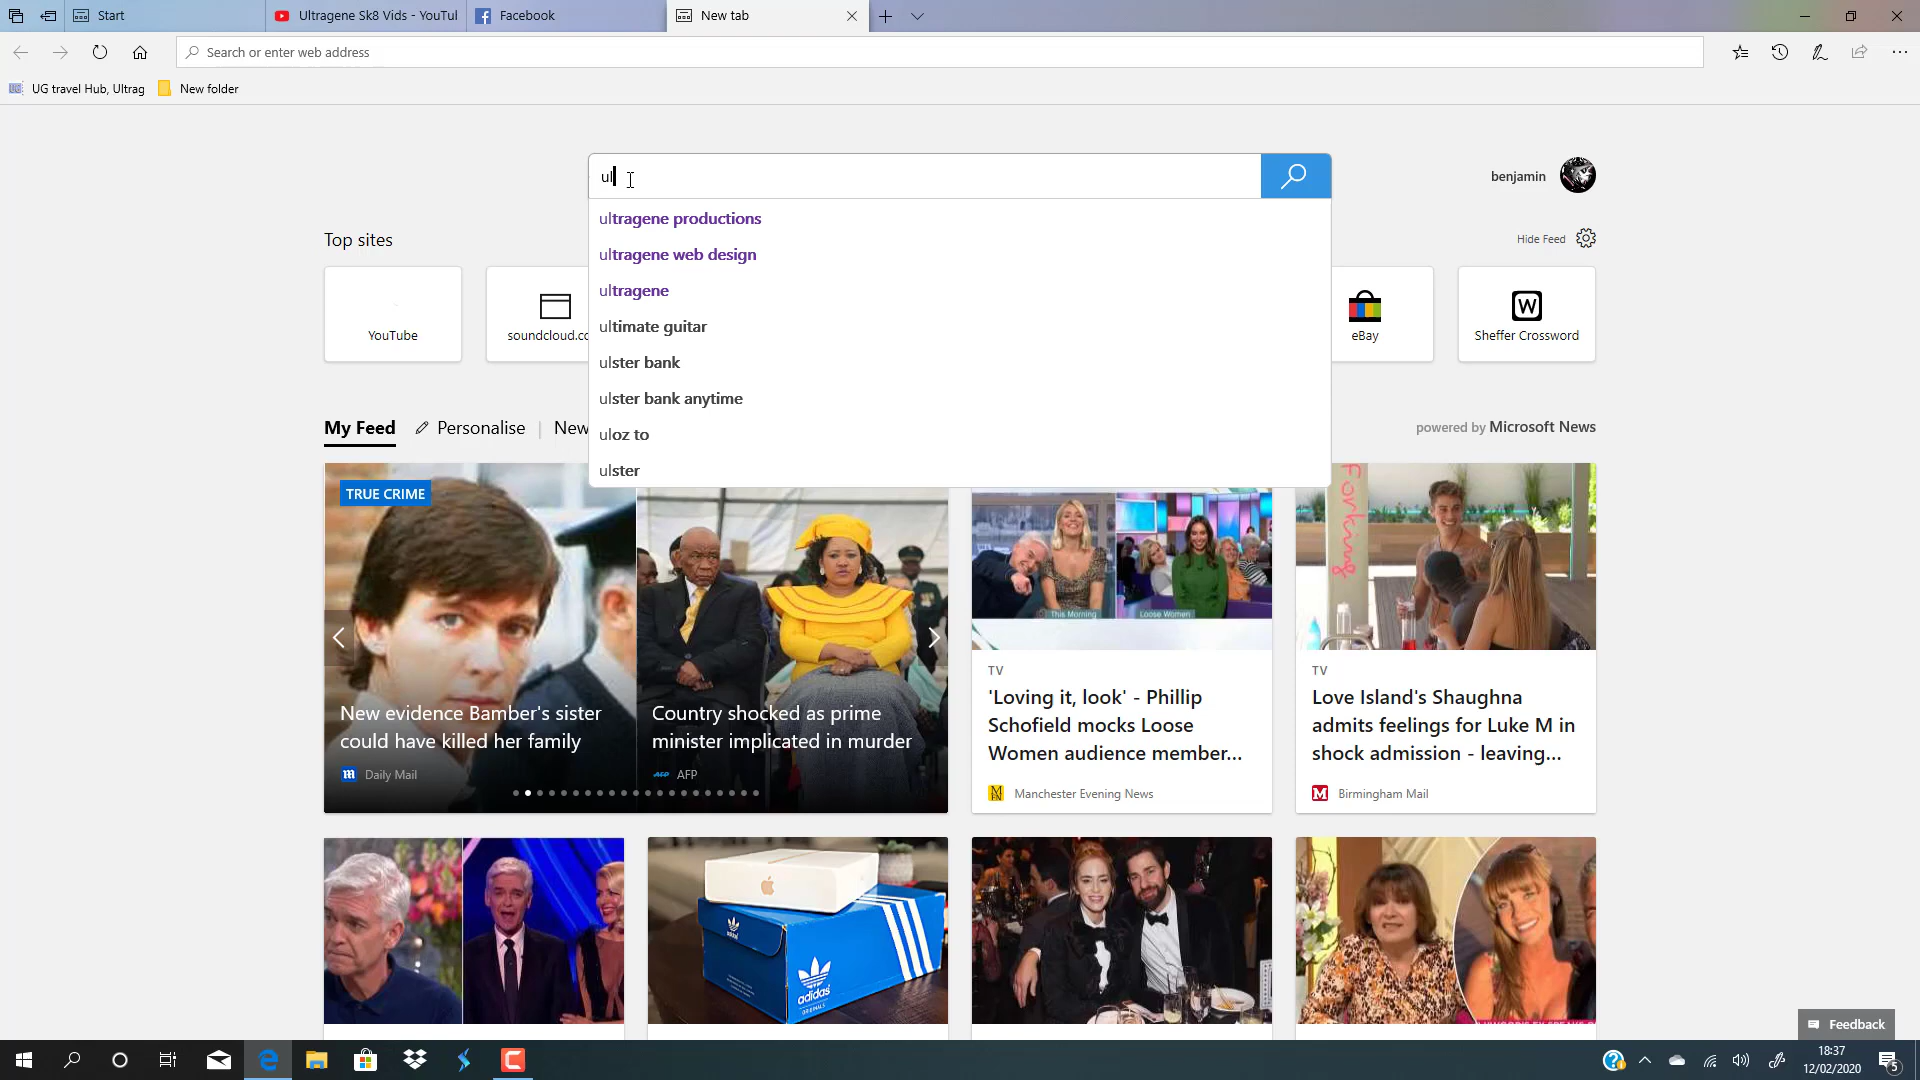 Start
Ultragene Sk8 Vids - YouTul
Facebook
New tab
Search or enter web address
UG travel Hub, Ultrag
New folder
ul
benjamin
ultragene productions
ultragene web design
ultragene
ultimate guitar
ulster bank
ulster bank anytime
uloz to
ulster
Top sites
Hide Feed
YouTube
soundcloud.cc
eBay
W
Sheffer Crossword
My Feed
Personalise
New
powered by Microsoft News
TRUE CRIME
New evidence Bamber's sister
could have killed her family
Daily Mail
Country shocked as prime
minister implicated in murder
AFP
This Morning
Loose Women
TV
'Loving it, look' - Phillip
Schofield mocks Loose
Women audience member...
Manchester Evening News
Forking
TV
Love Island's Shaughna
admits feelings for Luke M in
shock admission - leaving...
Birmingham Mail
adidas
adidas
ORIGINALS
Feedback
18:37
12/02/2020
5